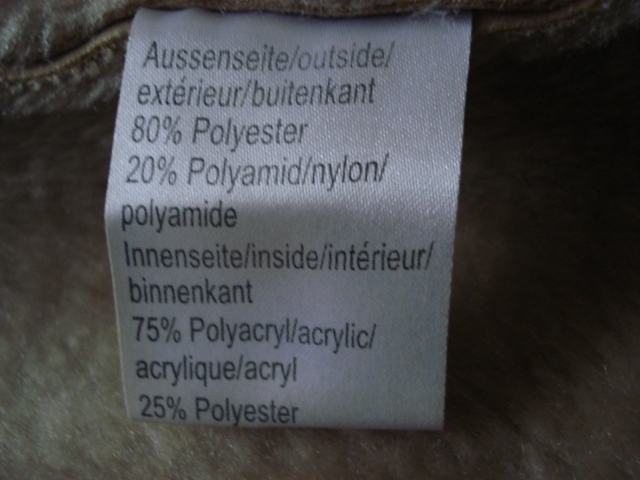 Aussenseite/outside/
extérieur/buitenkant
80% Polyester
20% Polyamid/nylon/
polyamide
Innenseite/inside/intérieur/
binnenkant
75% Polyacryl/acrylic/
acrylique/acryl
25% Polyester